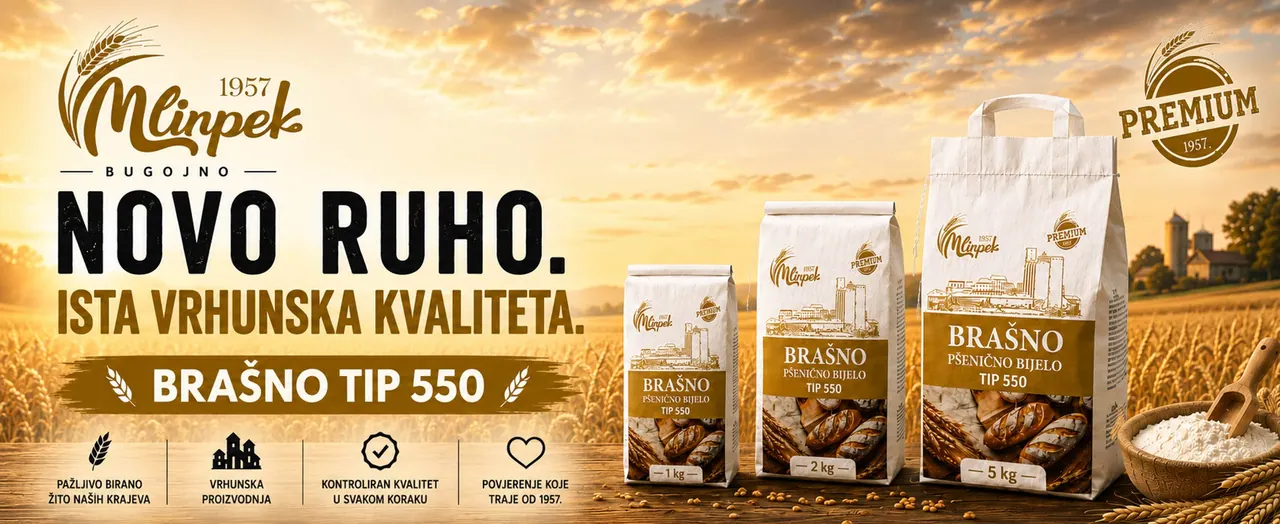 1957
Mlinpek
BUGOJNO
NOVO RUHO.
ISTA VRHUNSKA KVALITETA.
BRAŠNO TIP 550
PAŽLJIVO BIRANO
ŽITO NAŠIH KRAJEVA
VRHUNSKA
PROIZVODNJA
KONTROLIRAN KVALITET
U SVAKOM KORAKU
POVJERENJE KOJE
TRAJE OD 1957.
Mlinpek
PREMIUM
BRAŠNO
PŠENIČNO BIJELO
TIP 550
1 kg
1957
Mlinpek
PREMIUM
BRAŠNO
PŠENIČNO BIJELO
TIP 550
2 kg
1957
Mlinpek
PREMIUM
BRAŠNO
PŠENIČNO BIJELO
TIP 550
5 kg
PREMIUM
1957.